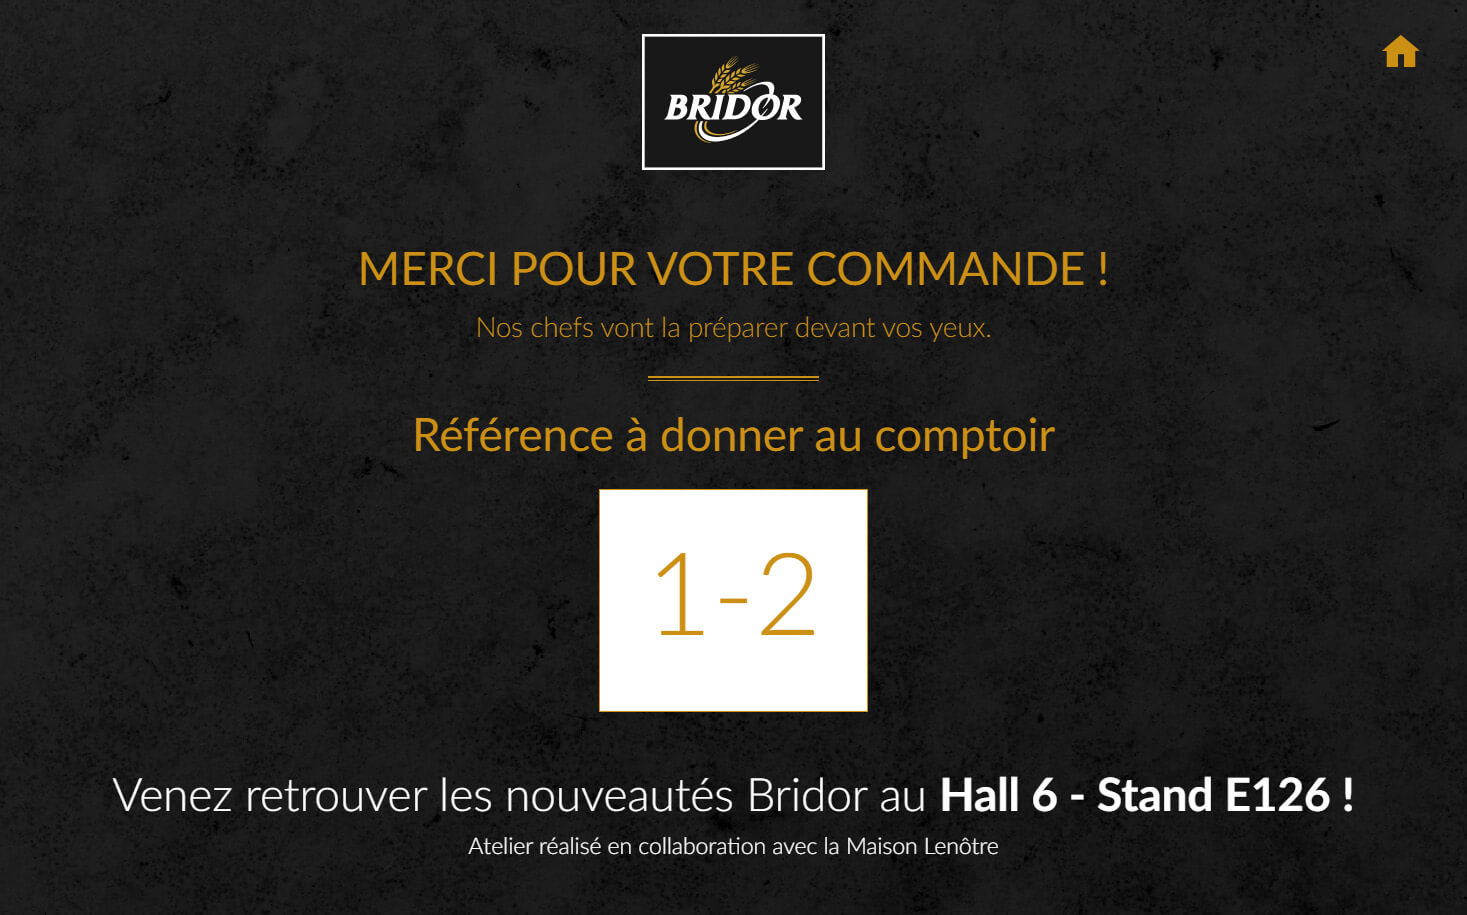 BRIDOR
MERCI POUR VOTRE COMMANDE !
Nos chefs vont la préparer devant vos yeux.
Référence à donner au comptoir
1-2
Venez retrouver les nouveautés Bridor au Hall 6 - Stand E126 !
Atelier réalisé en collaboration avec la Maison Lenôtre